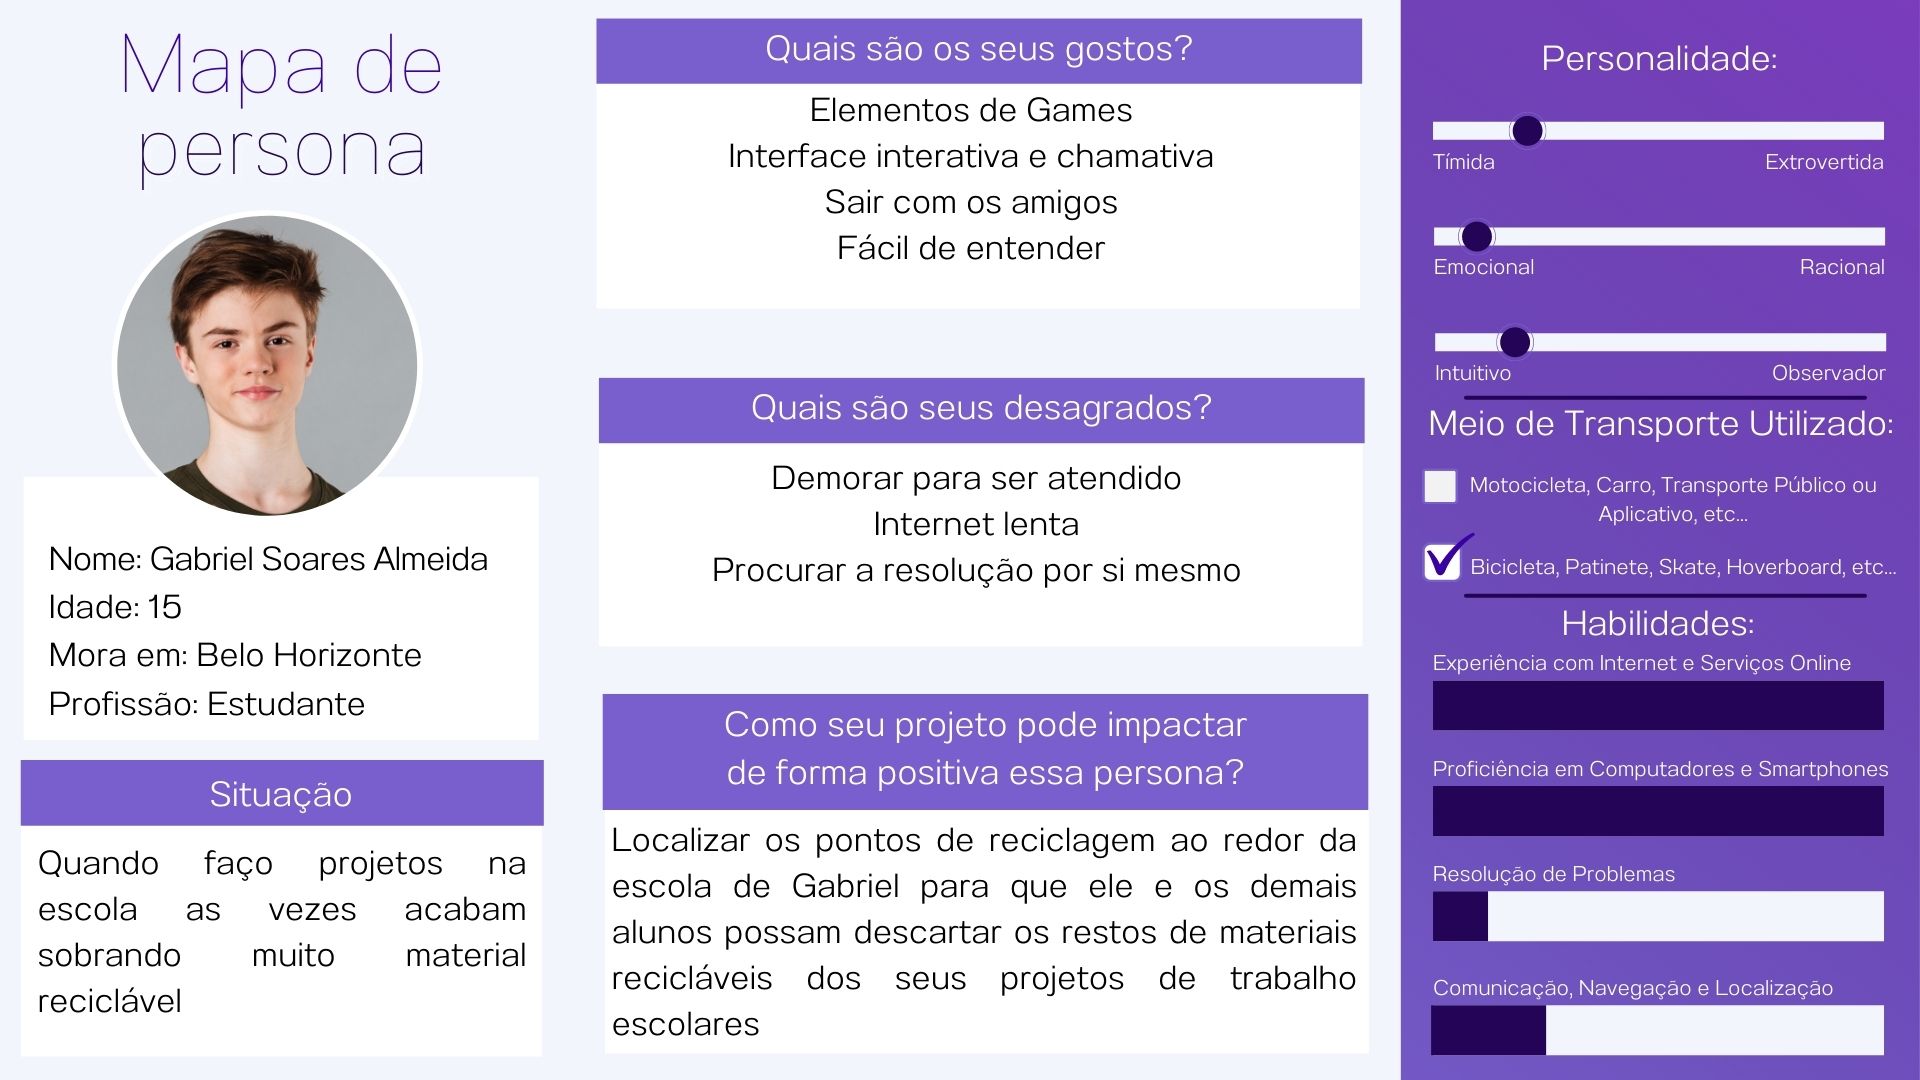 Mapa de
persona
Nome: Gabriel Soares Almeida
Idade: 15
Mora em: Belo Horizonte
Profissão: Estudante
Situação
Quando faço projetos na
escola as vezes acabam
sobrando muito material
reciclável
Quais são os seus gostos?
Elementos de Games
Interface interativa e chamativa
Sair com os amigos
Fácil de entender
Quais são seus desagrados?
Demorar para ser atendido
Internet lenta
Procurar a resolução por si mesmo
Como seu projeto pode impactar
de forma positiva essa persona?
Localizar os pontos de reciclagem ao redor da
escola de Gabriel para que ele e os demais
alunos possam descartar os restos de materiais
recicláveis dos seus projetos de trabalho
escolares
Personalidade:
Tímida Extrovertida
Emocional Racional
Intuitivo Observador
Meio de Transporte Utilizado:
Motocicleta, Carro, Transporte Público ou
Aplicativo, etc...
Bicicleta, Patinete, Skate, Hoverboard, etc...
Habilidades:
Experiência com Internet e Serviços Online
Proficiência em Computadores e Smartphones
Resolução de Problemas
Comunicação, Navegação e Localização